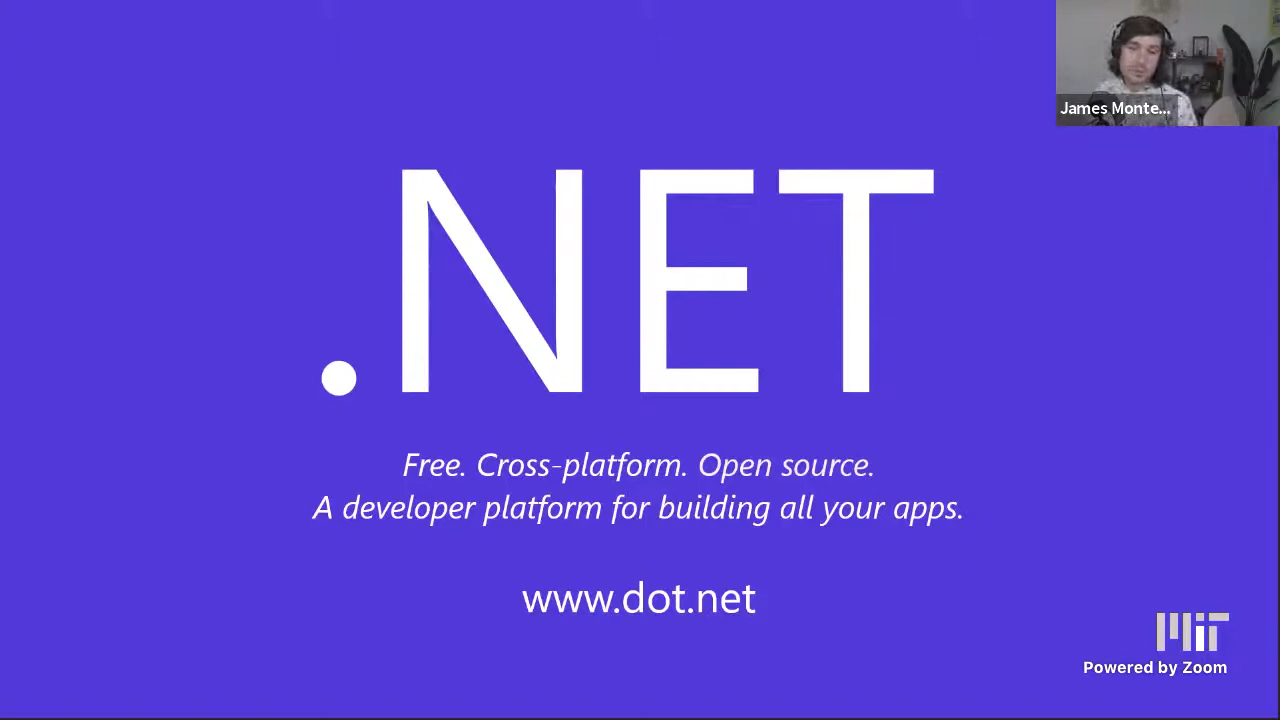 James Monte...
.NET
Free. Cross-platform. Open source.
A developer platform for building all your apps.
www.dot.net
MIT
Powered by Zoom